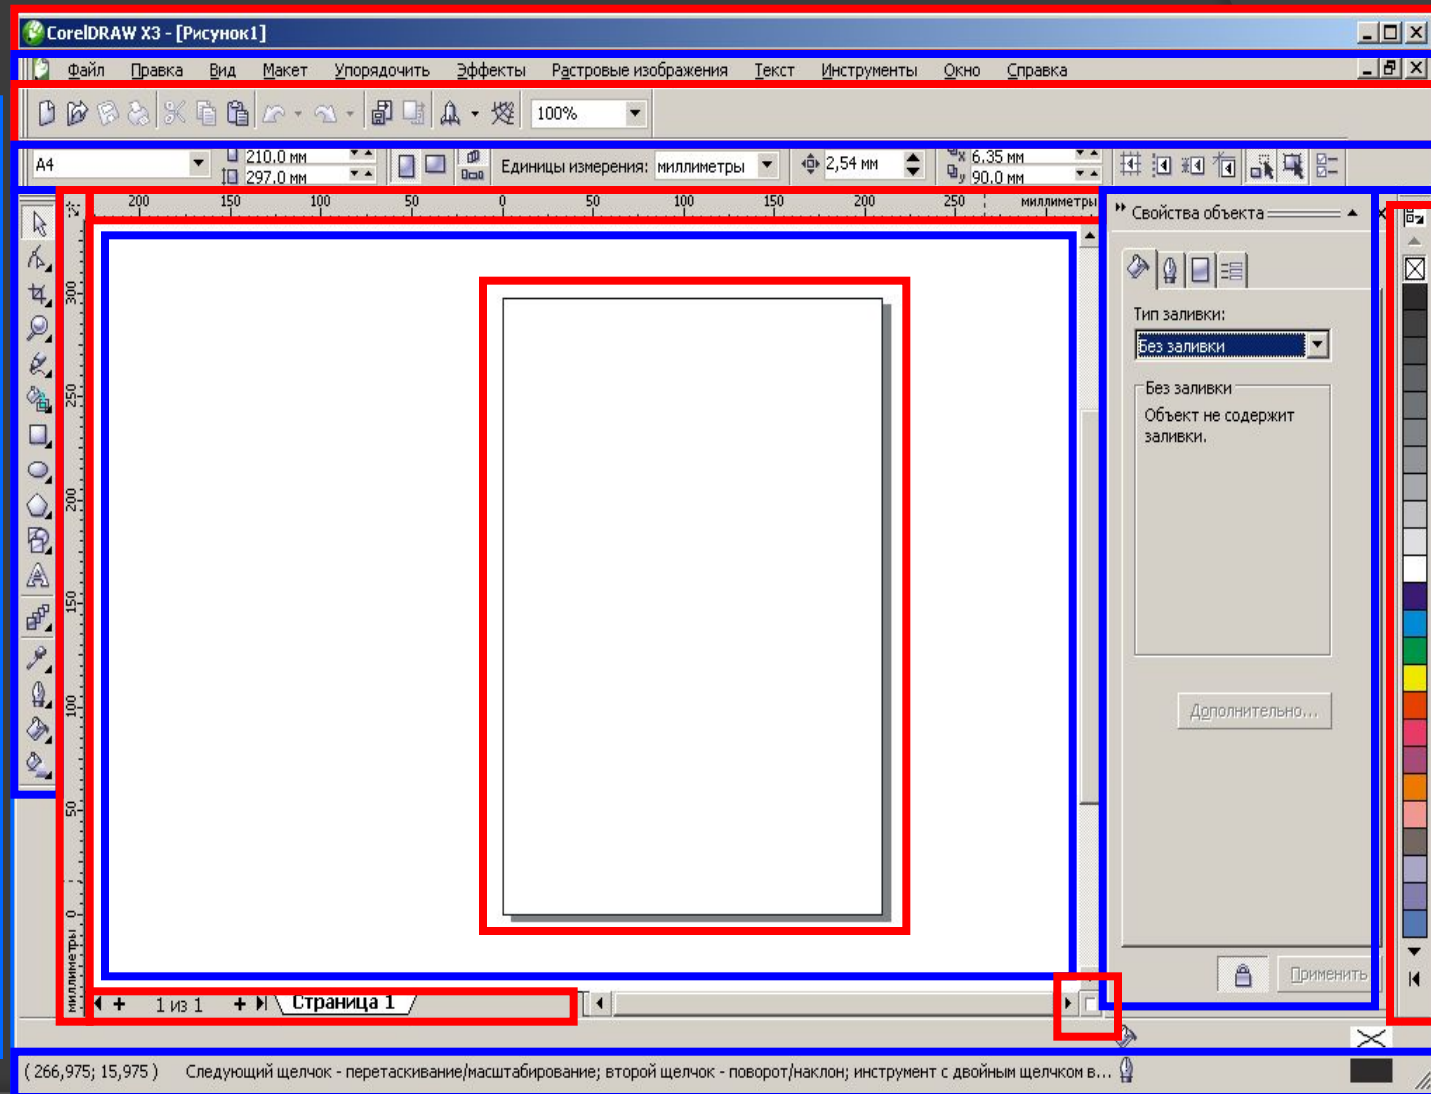 CorelDRAW X3 - [Рисунок1]
Файл Правка Вид Макет Упорядочить Эффекты Растровые изображения Текст Инструменты Окно Справка
100%
A4 210,0 мм 297,0 мм Единицы измерения: миллиметры 2,54 мм x 6,35 мм y 90,0 мм
200 150 100 50 0 50 100 150 200 250 миллиметры
Свойства объекта
Тип заливки:
Без заливки
Без заливки
Объект не содержит
заливки.
Дополнительно...
Применить
300
250
200
150
100
50
0
миллиметры
1 из 1 Страница 1
( 266,975; 15,975 ) Следующий щелчок - перетаскивание/масштабирование; второй щелчок - поворот/наклон; инструмент с двойным щелчком в...